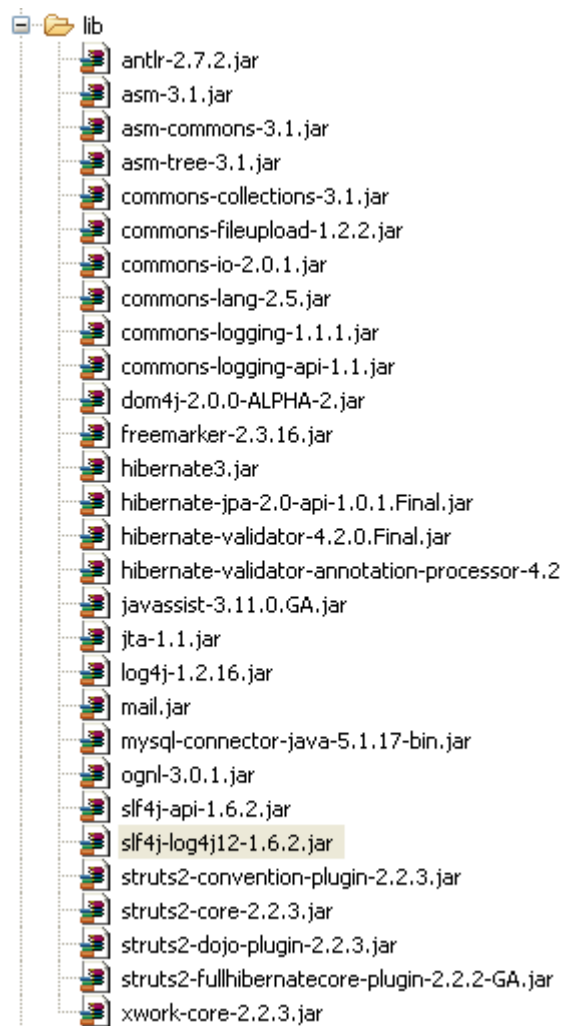 lib
antlr-2.7.2.jar
asm-3.1.jar
asm-commons-3.1.jar
asm-tree-3.1.jar
commons-collections-3.1.jar
commons-fileupload-1.2.2.jar
commons-io-2.0.1.jar
commons-lang-2.5.jar
commons-logging-1.1.1.jar
commons-logging-api-1.1.jar
dom4j-2.0.0-ALPHA-2.jar
freemarker-2.3.16.jar
hibernate3.jar
hibernate-jpa-2.0-api-1.0.1.Final.jar
hibernate-validator-4.2.0.Final.jar
hibernate-validator-annotation-processor-4.2
javassist-3.11.0.GA.jar
jta-1.1.jar
log4j-1.2.16.jar
mail.jar
mysql-connector-java-5.1.17-bin.jar
ognl-3.0.1.jar
slf4j-api-1.6.2.jar
slf4j-log4j12-1.6.2.jar
struts2-convention-plugin-2.2.3.jar
struts2-core-2.2.3.jar
struts2-dojo-plugin-2.2.3.jar
struts2-fullhibernatecore-plugin-2.2.2-GA.jar
xwork-core-2.2.3.jar